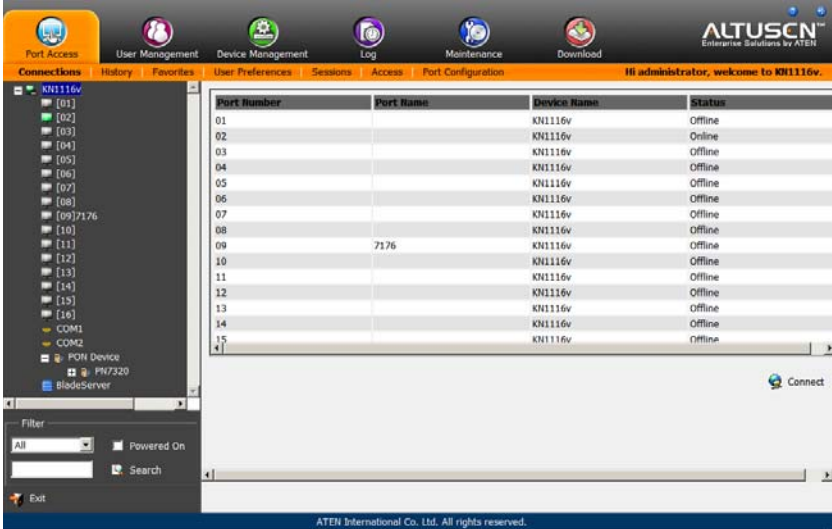 ALTUSEN™
Enterprise Solutions by ATEN
Port Access
User Management
Device Management
Log
Maintenance
Download
Connections
History
Favorites
User Preferences
Sessions
Access
Port Configuration
Hi administrator, welcome to KN1116v.
KN1116v
[01]
[02]
[03]
[04]
[05]
[06]
[07]
[08]
[09]7176
[10]
[11]
[12]
[13]
[14]
[15]
[16]
COM1
COM2
PON Device
PN7320
BladeServer
Filter
All
Powered On
Search
Exit
Port Number Port Name Device Name Status
01 KN1116v Offline
02 KN1116v Online
03 KN1116v Offline
04 KN1116v Offline
05 KN1116v Offline
06 KN1116v Offline
07 KN1116v Offline
08 KN1116v Offline
09 7176 KN1116v Offline
10 KN1116v Offline
11 KN1116v Offline
12 KN1116v Offline
13 KN1116v Offline
14 KN1116v Offline
15 KN1116v Offline
Connect
ATEN International Co. Ltd. All rights reserved.